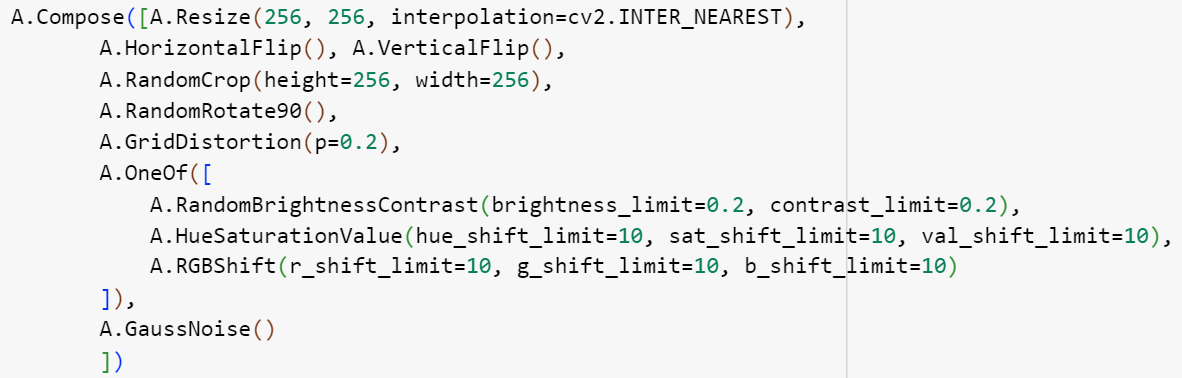 A.Compose([A.Resize(256, 256, interpolation=cv2.INTER_NEAREST),
A.HorizontalFlip(), A.VerticalFlip(),
A.RandomCrop(height=256, width=256),
A.RandomRotate90(),
A.GridDistortion(p=0.2),
A.OneOf([
A.RandomBrightnessContrast(brightness_limit=0.2, contrast_limit=0.2),
A.HueSaturationValue(hue_shift_limit=10, sat_shift_limit=10, val_shift_limit=10),
A.RGBShift(r_shift_limit=10, g_shift_limit=10, b_shift_limit=10)
]),
A.GaussNoise()
])